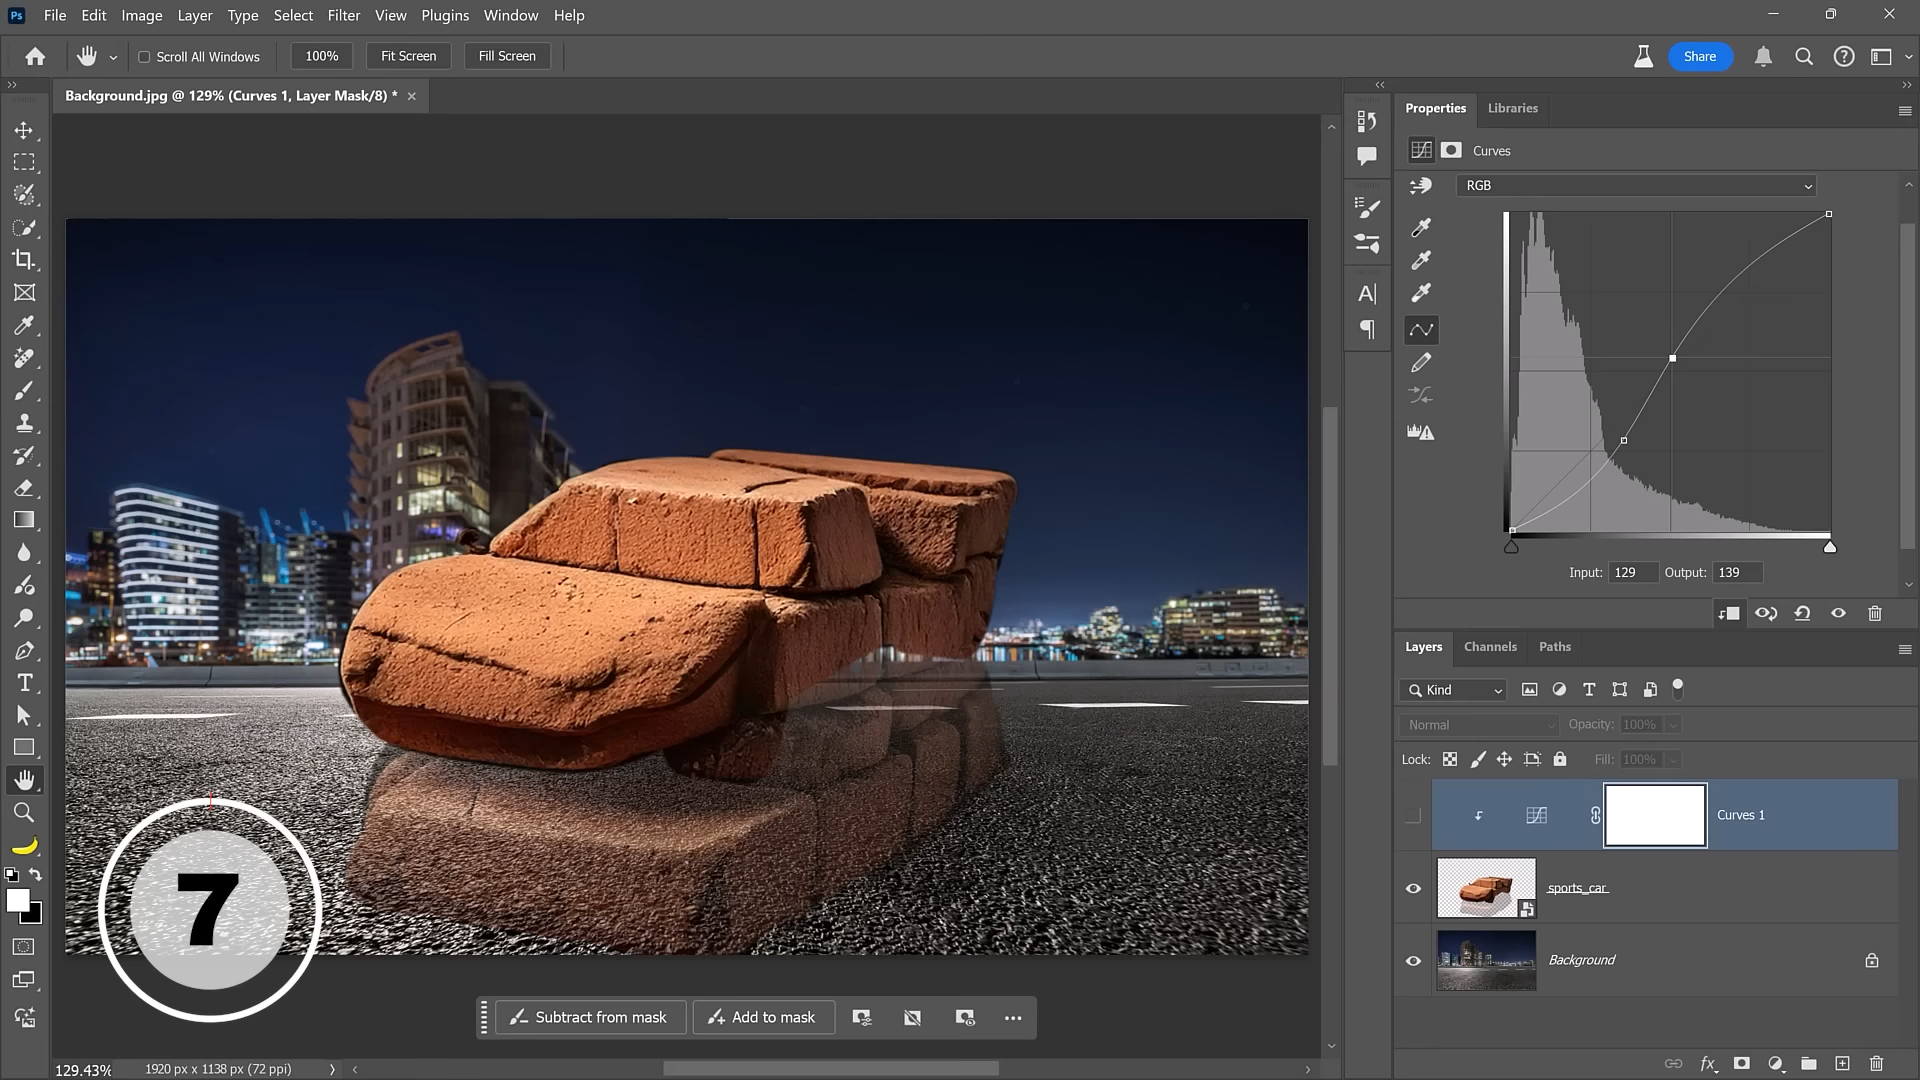 Ps File Edit Image Layer Type Select Filter View Plugins Window Help
Scroll All Windows 100% Fit Screen Fill Screen Share
Background.jpg @ 129% (Curves 1, Layer Mask/8) *
Properties Libraries
Curves
RGB
Input: 129 Output: 139
Layers Channels Paths
Kind
Normal Opacity: 100%
Lock: Fill: 100%
Curves 1
sports_car
Background
7
Subtract from mask Add to mask
129.43% 1920 px x 1138 px (72 ppi)
fx